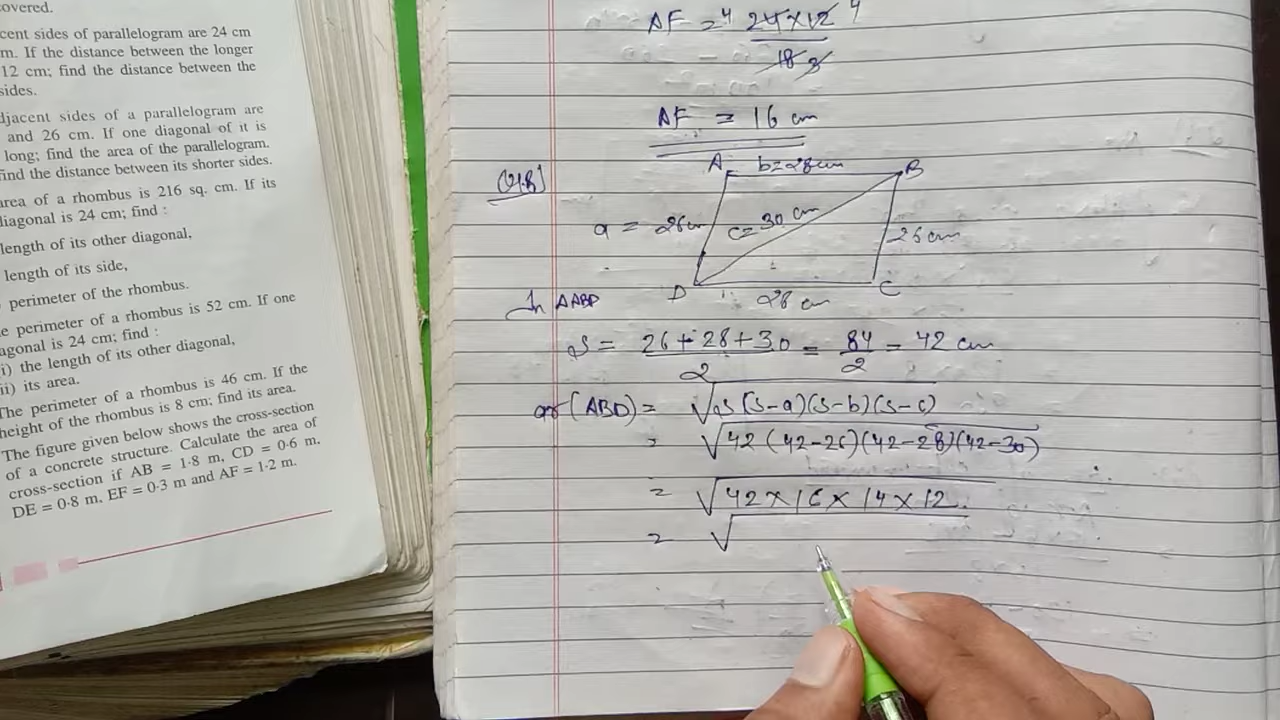 overed.
cent sides of parallelogram are 24 cm
m. If the distance between the longer
12 cm; find the distance between the
sides.
djacent sides of a parallelogram are
and 26 cm. If one diagonal of it is
long; find the area of the parallelogram.
find the distance between its shorter sides.
area of a rhombus is 216 sq. cm. If its
diagonal is 24 cm; find :
length of its other diagonal,
length of its side,
perimeter of the rhombus.
e perimeter of a rhombus is 52 cm. If one
agonal is 24 cm; find :
i) the length of its other diagonal,
ii) its area.
The perimeter of a rhombus is 46 cm. If the
height of the rhombus is 8 cm; find its area.
The figure given below shows the cross-section
of a concrete structure. Calculate the area of
cross-section if AB = 1·8 m, CD = 0·6 m,
DE = 0·8 m, EF = 0·3 m and AF = 1·2 m.
AF = 4 24×12 4
18 3
AF = 16 cm
A b=28cm B
a = 26cm c=30 cm 26cm
D 28 cm C
In ΔABD
S = 26+28+30 = 84 = 42 cm
2 2
ar(ABD) = √s(s-a)(s-b)(s-c)
= √42(42-26)(42-28)(42-30)
= √42×16×14×12
= √